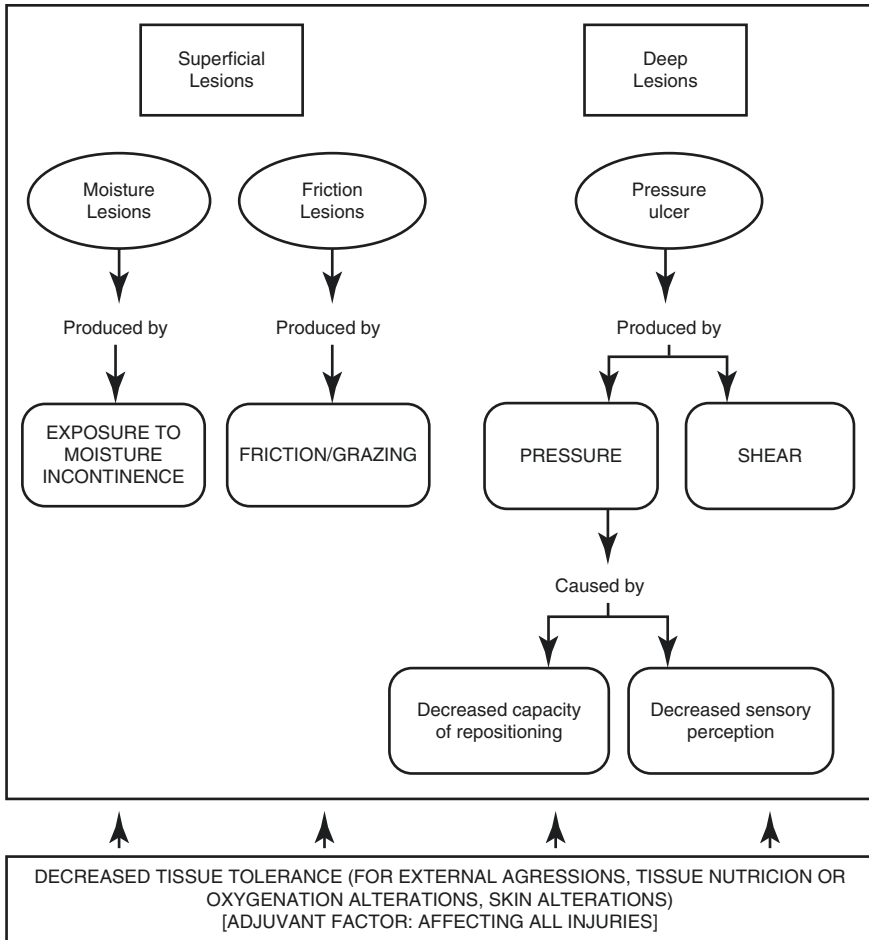 Superficial
Lesions
Deep
Lesions
Moisture
Lesions
Friction
Lesions
Pressure
ulcer
Produced by
Produced by
Produced by
EXPOSURE TO
MOISTURE
INCONTINENCE
FRICTION/GRAZING
PRESSURE
SHEAR
Caused by
Decreased capacity
of repositioning
Decreased sensory
perception
DECREASED TISSUE TOLERANCE (FOR EXTERNAL AGRESSIONS, TISSUE NUTRICION OR
OXYGENATION ALTERATIONS, SKIN ALTERATIONS)
[ADJUVANT FACTOR: AFFECTING ALL INJURIES]